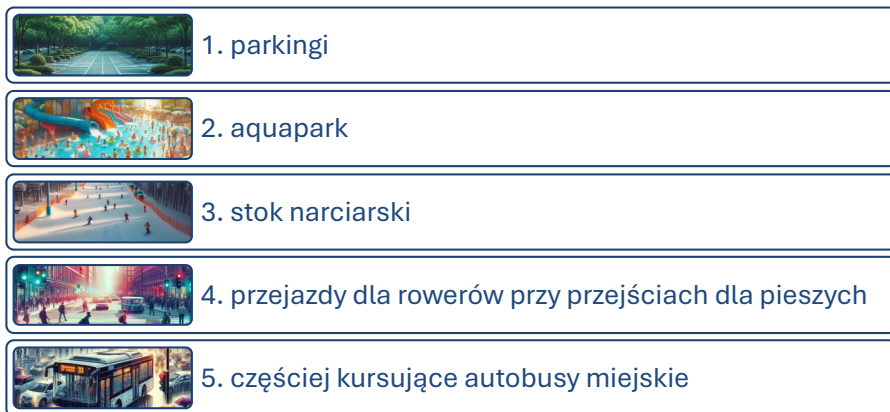 1. parkingi
2. aquapark
3. stok narciarski
4. przejazdy dla rowerów przy przejściach dla pieszych
5. częściej kursujące autobusy miejskie